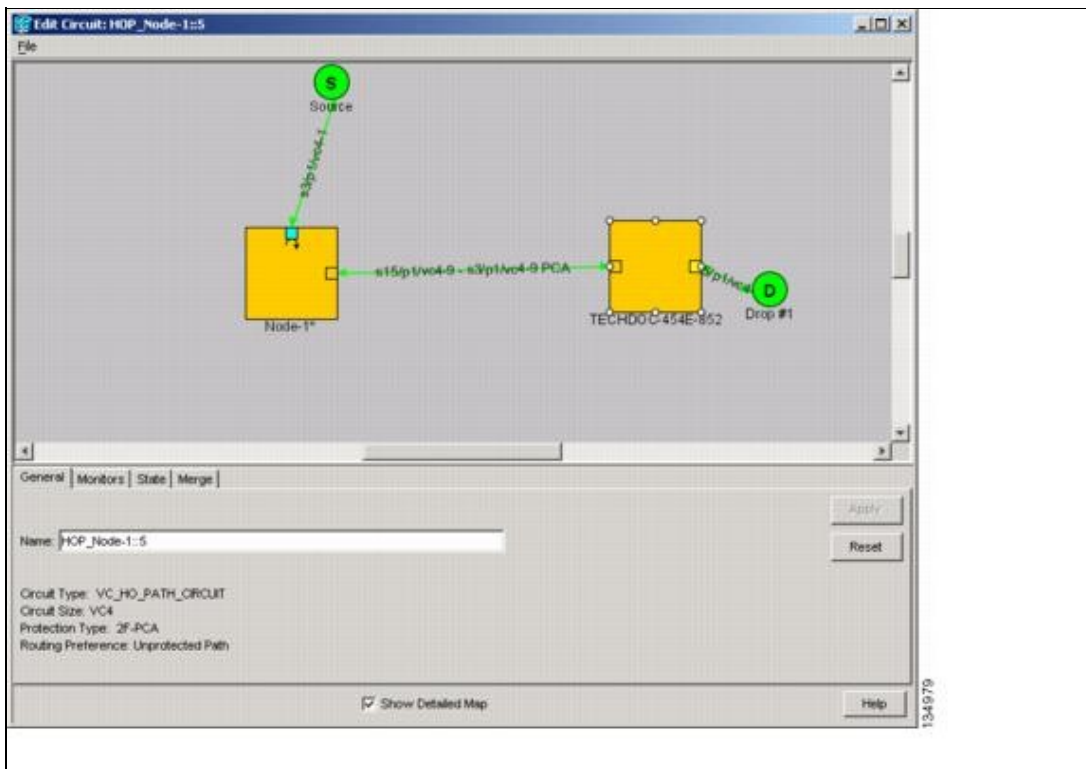 Edit Circuit: HOP_Node-1::5
File
S
Source
s3/p1/vc4-1
s15/p1/vc4-9 - s3/p1/vc4-9 PCA
/p1/vc4-
D
Drop #1
Node-1*
TECHDOC-454E-852
General Monitors State Merge
Apply
Name: HOP_Node-1::5
Reset
Circuit Type: VC_HO_PATH_CIRCUIT
Circuit Size: VC4
Protection Type: 2F-PCA
Routing Preference: Unprotected Path
Show Detailed Map
Help
134979